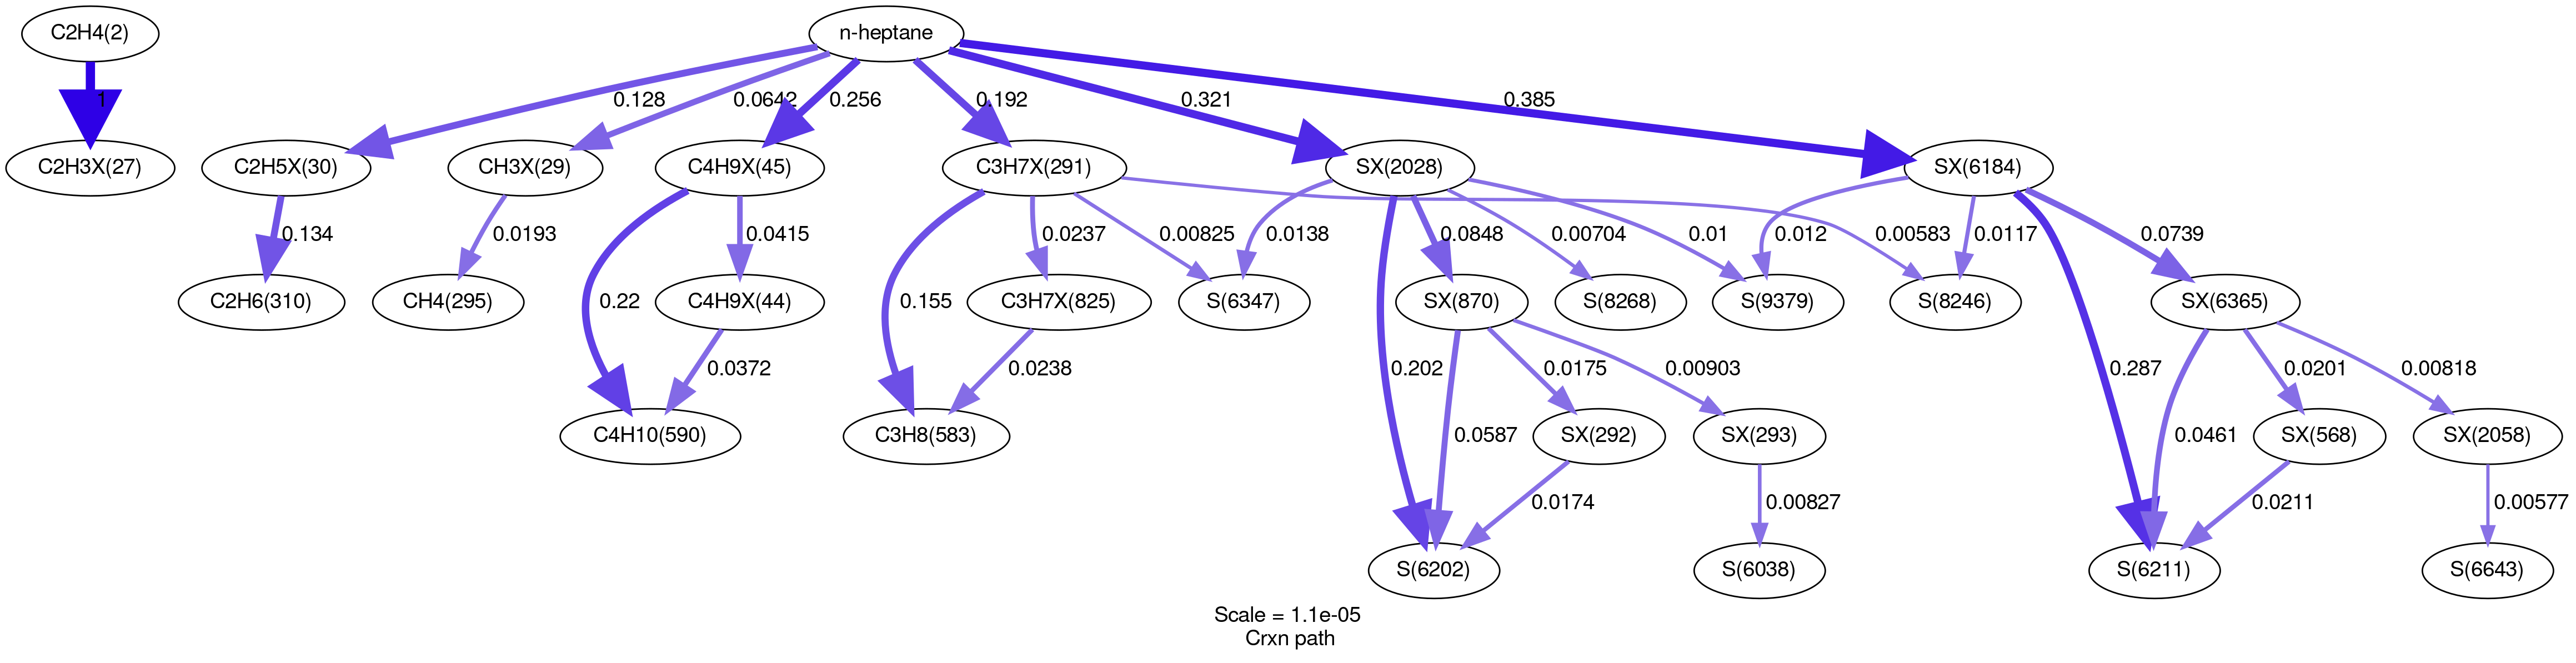 C2H4(2)
n-heptane
1
0.128
0.0642
0.256
0.192
0.321
0.385
C2H3X(27)
C2H5X(30)
CH3X(29)
C4H9X(45)
C3H7X(291)
SX(2028)
SX(6184)
0.134
0.0193
0.0415
0.0237
0.00825
0.0138
0.0848
0.00704
0.01
0.012
0.00583
0.0117
0.0739
C2H6(310)
CH4(295)
0.22
C4H9X(44)
0.155
C3H7X(825)
S(6347)
SX(870)
S(8268)
S(9379)
S(8246)
SX(6365)
0.0372
0.0238
0.202
0.0175
0.00903
0.287
0.0201
0.00818
C4H10(590)
C3H8(583)
0.0587
SX(292)
SX(293)
0.0461
SX(568)
SX(2058)
0.0174
0.00827
0.0211
0.00577
S(6202)
S(6038)
S(6211)
S(6643)
Scale = 1.1e-05
Crxn path